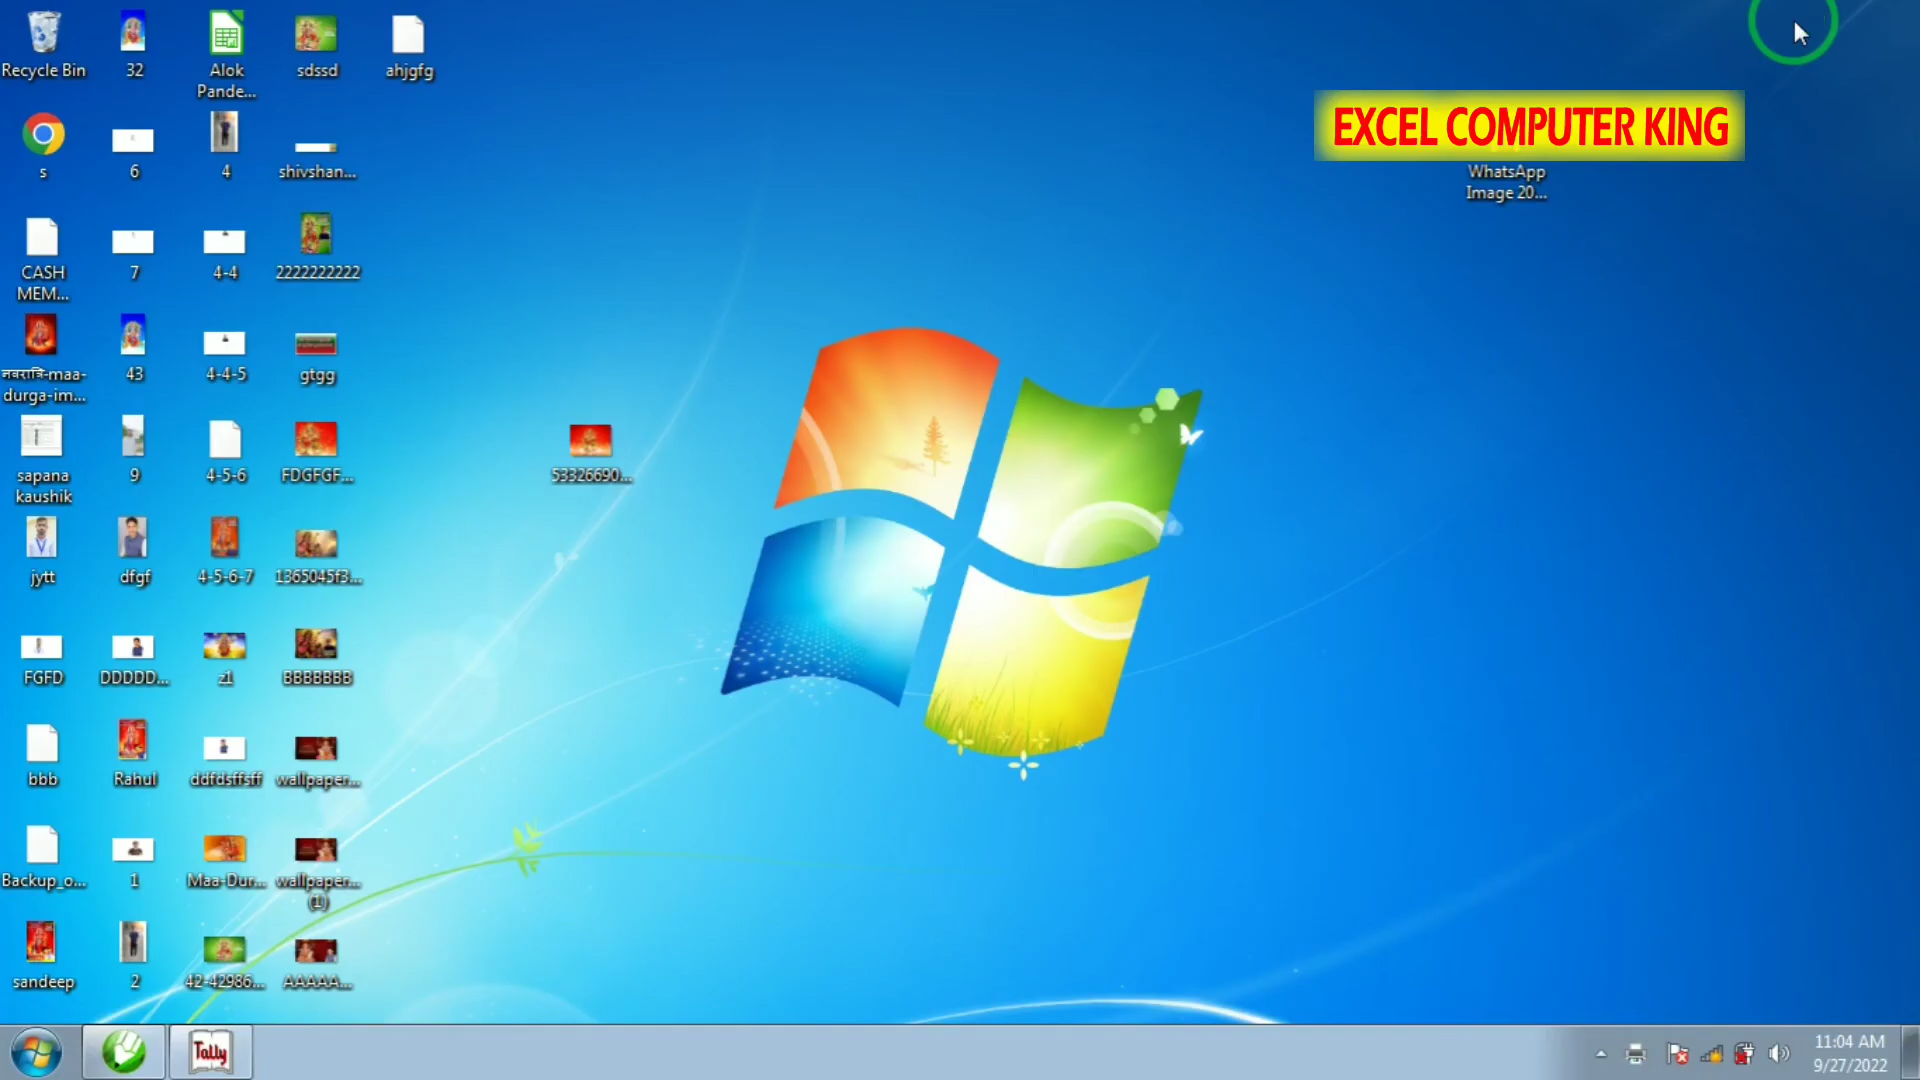 Recycle Bin
32
Alok
Pande...
sdssd
ahjgfg
EXCEL COMPUTER KING
WhatsApp
Image 20...
s
6
4
shivshan...
CASH
MEM...
7
4-4
2222222222
नवरात्रि-maa-
durga-im...
43
4-4-5
gtgg
sapana
kaushik
9
4-5-6
FDGFGF...
53326690...
jytt
dfgf
4-5-6-7
1365045f3...
FGFD
DDDDD...
z1
BBBBBBB
bbb
Rahul
ddfdsffsff
wallpaper...
Backup_o...
1
Maa-Dur...
wallpaper...
(1)
sandeep
2
42-42986...
AAAAA...
Tally
11:04 AM
9/27/2022